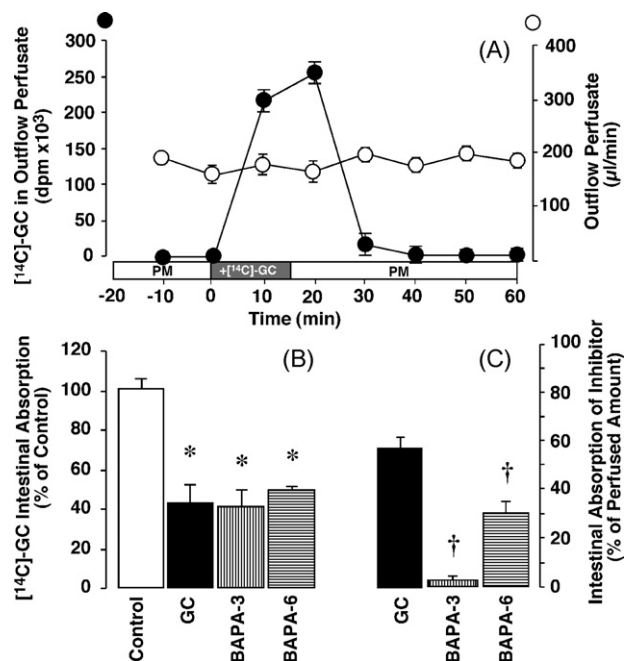 (A)
[¹⁴C]-GC in Outflow Perfusate
(dpm x10³)
300
250
200
150
100
50
0
400
300
200
100
0
Outflow Perfusate
(µl/min)
PM
+[¹⁴C]-GC
PM
-20 -10 0 10 20 30 40 50 60
Time (min)
(B)
[¹⁴C]-GC Intestinal Absorption
(% of Control)
120
100
80
60
40
20
0
* * *
Control
GC
BAPA-3
BAPA-6
(C)
† †
GC
BAPA-3
BAPA-6
100
80
60
40
20
0
Intestinal Absorption of Inhibitor
(% of Perfused Amount)